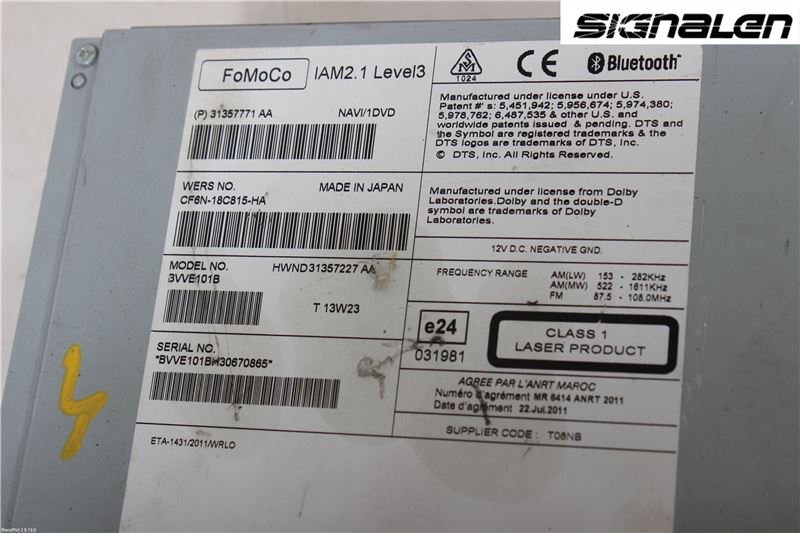 SIGNALEN
FoMoCo IAM2.1 Level3
(P) 31357771 AA NAVI/1DVD
WERS NO. MADE IN JAPAN
CF6N-18C815-HA
MODEL NO. HWND31357227 AA
BVVE101B
T 13W23
SERIAL NO.
*BVVE101BH30670865*
ETA-1431/2011/WRLO
SM
1024
CE
Bluetooth
Manufactured under license under U.S.
Patent #' s: 5,451,942; 5,956,674; 5,974,380;
5,978,762; 6,487,535 & other U.S. and
worldwide patents issued & pending. DTS and
the Symbol are registered trademarks & the
DTS logos are trademarks of DTS, Inc.
© DTS, Inc. All Rights Reserved.
Manufactured under license from Dolby
Laboratories.Dolby and the double-D
symbol are trademarks of Dolby
Laboratories.
12V D.C. NEGATIVE GND.
FREQUENCY RANGE AM(LW) 153 - 282KHz
AM(MW) 522 - 1611KHz
FM 87.5 - 108.0MHz
e24
031981
CLASS 1
LASER PRODUCT
AGREE PAR L'ANRT MAROC
Numéro d'agrément MR 6414 ANRT 2011
Date d'agrément 22.Jul.2011
SUPPLIER CODE : T08NB
RecoPict 2.6.13.0